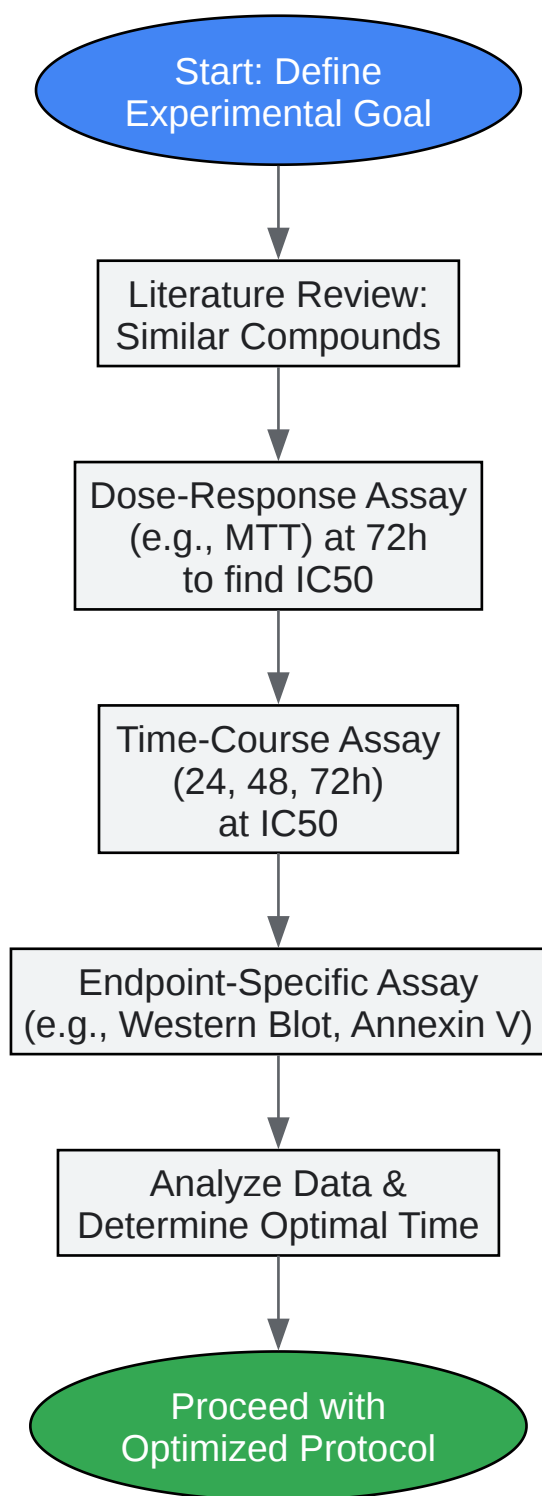 Start: Define
Experimental Goal
Literature Review:
Similar Compounds
Dose-Response Assay
(e.g., MTT) at 72h
to find IC50
Time-Course Assay
(24, 48, 72h)
at IC50
Endpoint-Specific Assay
(e.g., Western Blot, Annexin V)
Analyze Data &
Determine Optimal Time
Proceed with
Optimized Protocol